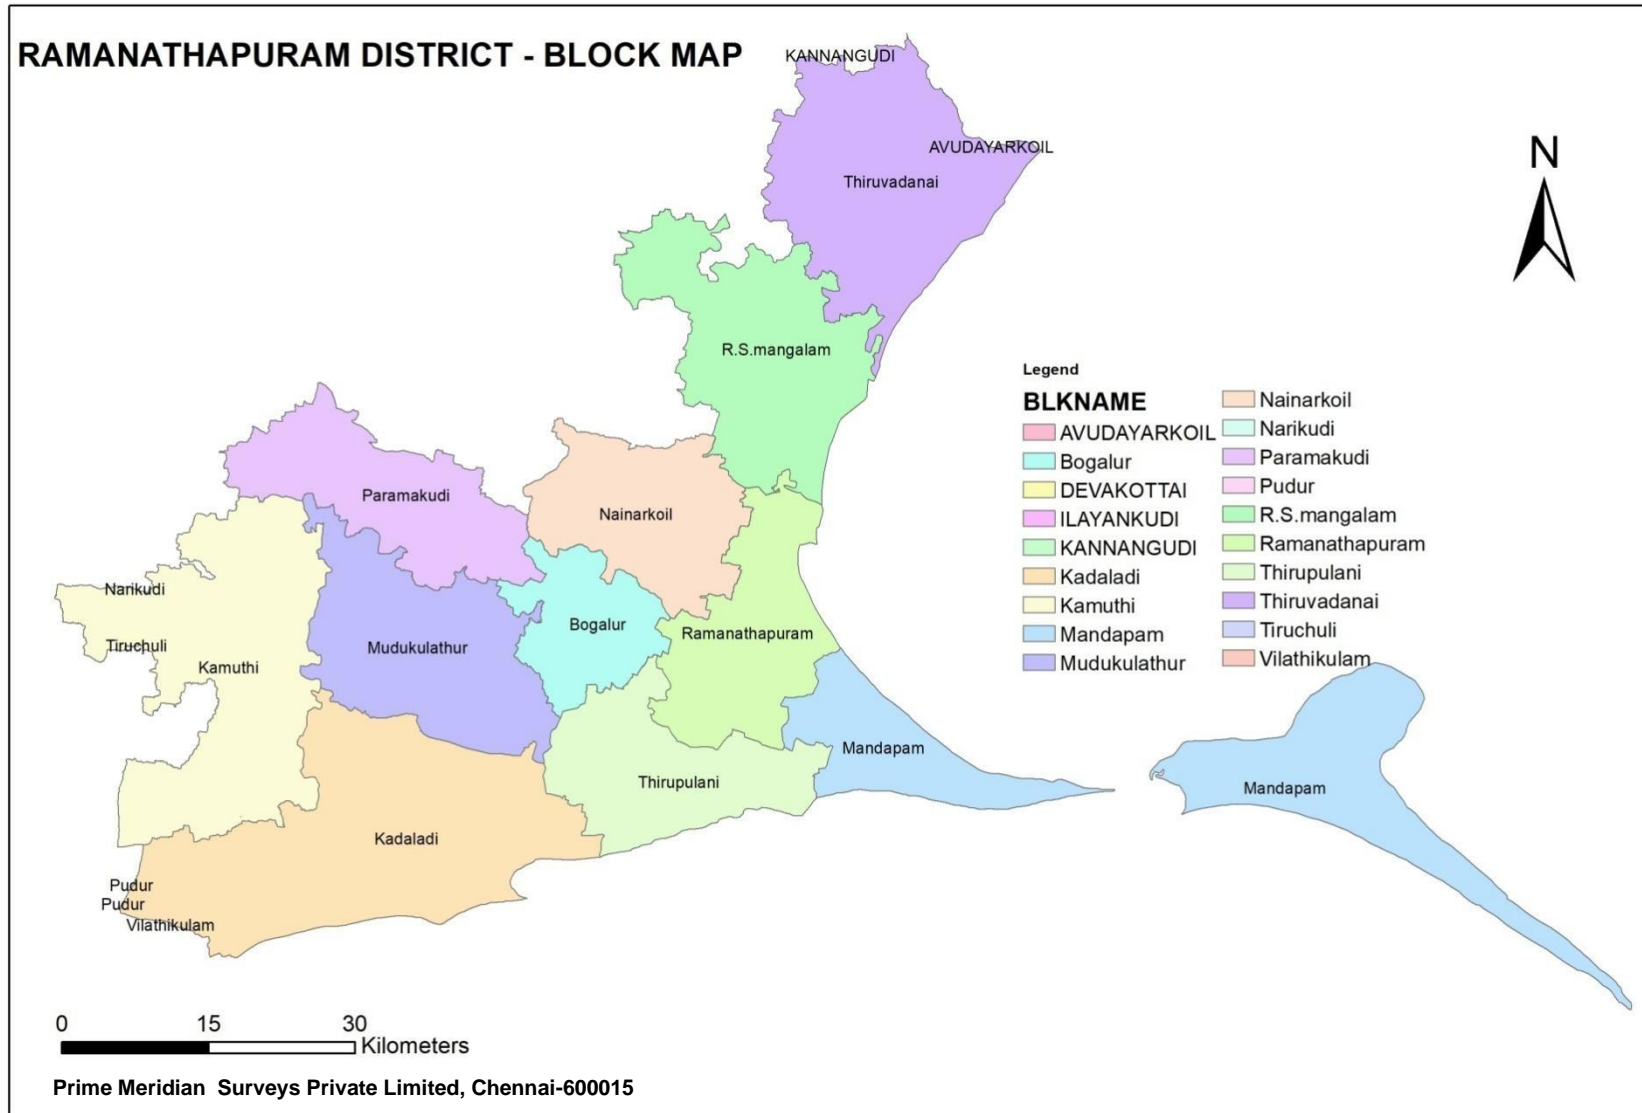 RAMANATHAPURAM DISTRICT - BLOCK MAP
KANNANGUDI
AVUDAYARKOIL
Thiruvadanai
N
R.S.mangalam
Paramakudi
Nainarkoil
Narikudi
Tiruchuli
Kamuthi
Mudukulathur
Bogalur
Ramanathapuram
Mandapam
Mandapam
Thirupulani
Kadaladi
Pudur
Pudur
Vilathikulam
Legend
BLKNAME
AVUDAYARKOIL
Bogalur
DEVAKOTTAI
ILAYANKUDI
KANNANGUDI
Kadaladi
Kamuthi
Mandapam
Mudukulathur
Nainarkoil
Narikudi
Paramakudi
Pudur
R.S.mangalam
Ramanathapuram
Thirupulani
Thiruvadanai
Tiruchuli
Vilathikulam
0 15 30
Kilometers
Prime Meridian Surveys Private Limited, Chennai-600015